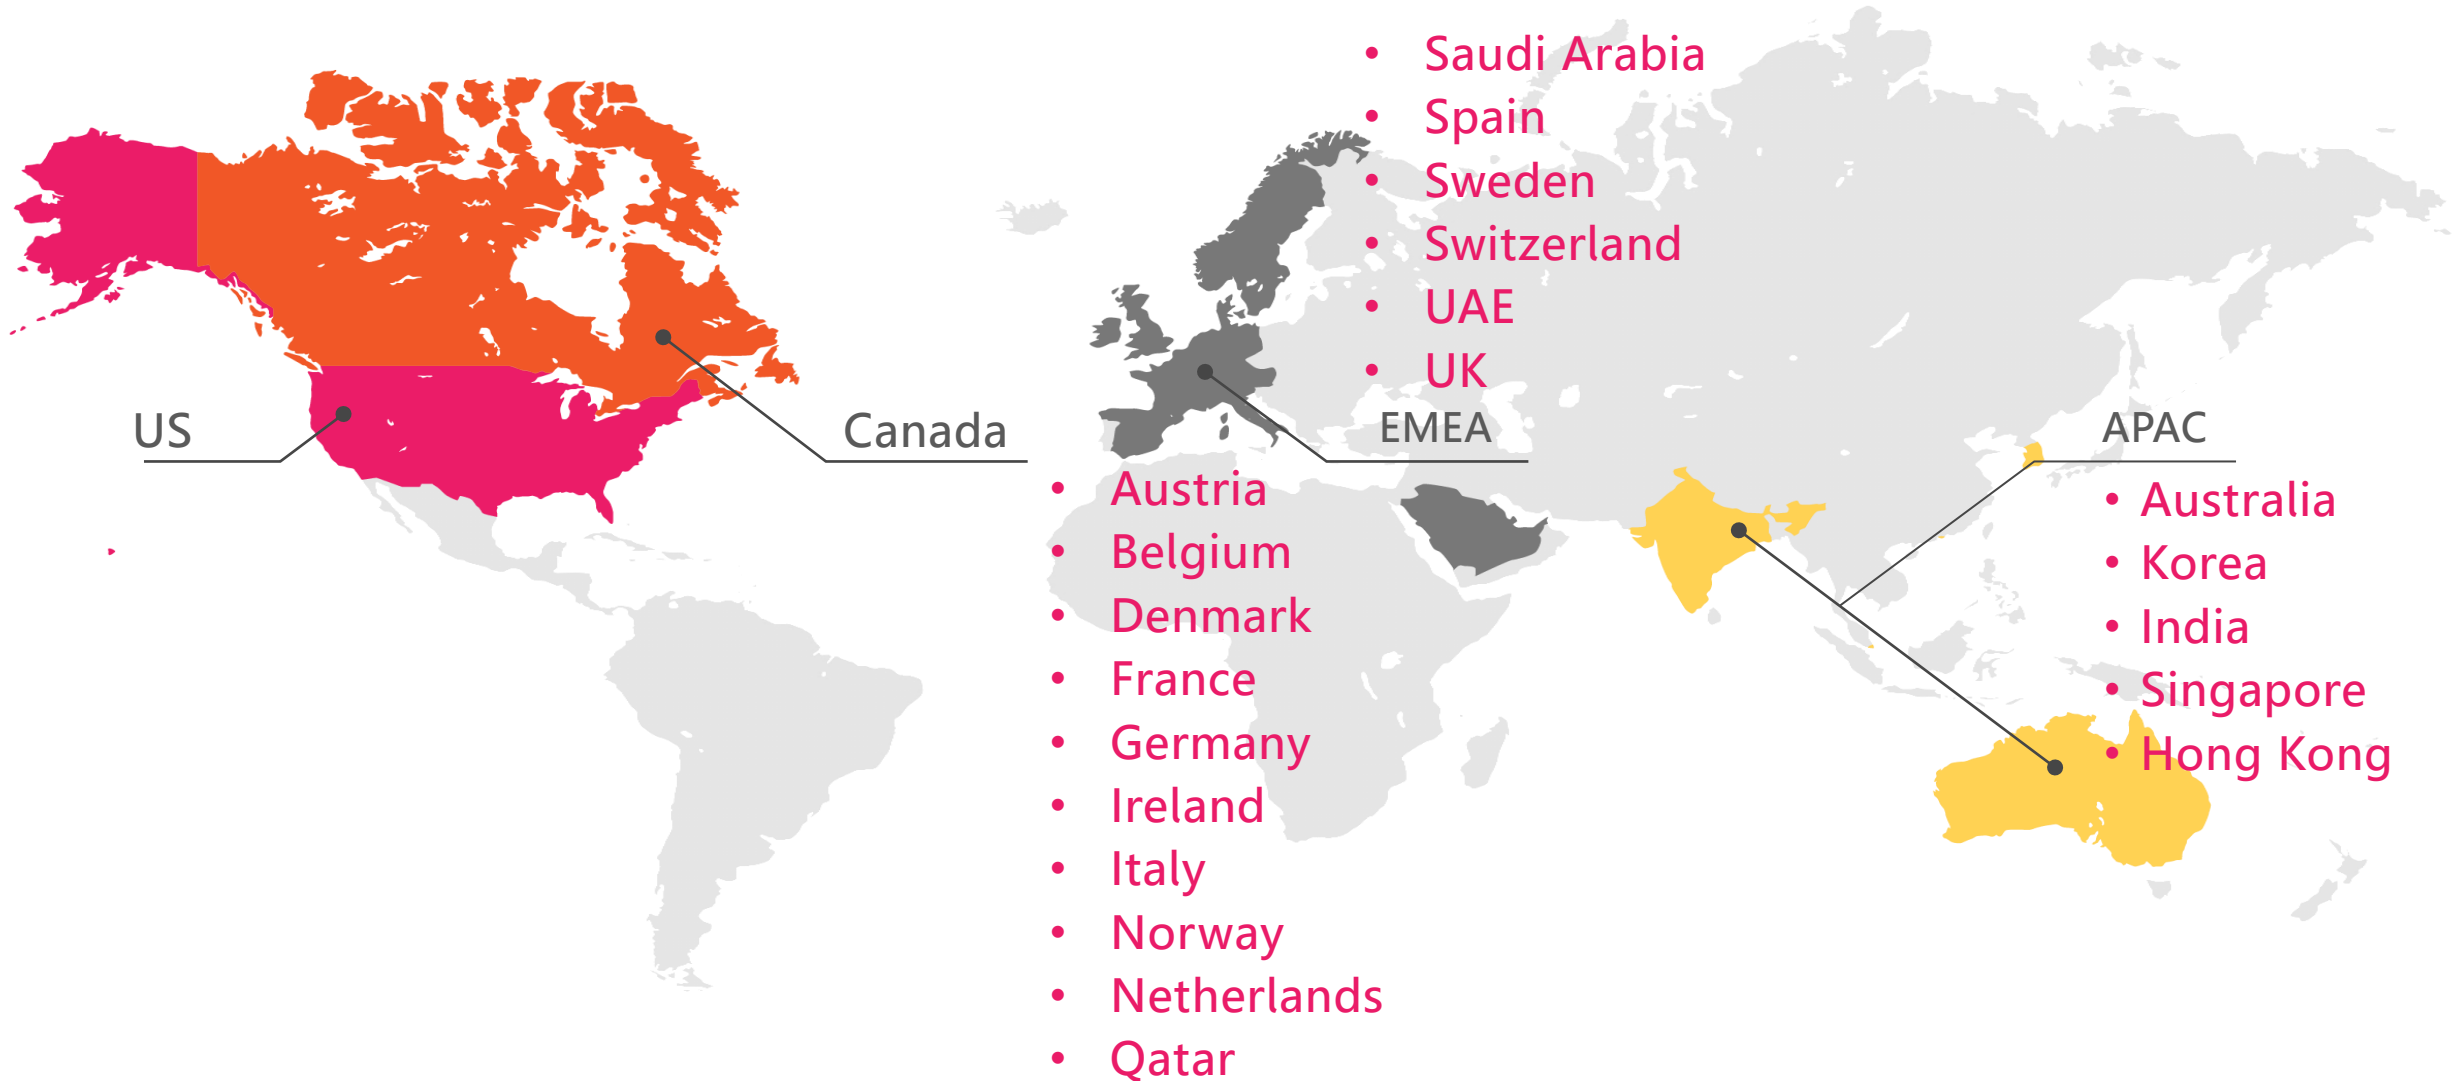 US
Canada
EMEA
• Austria
• Belgium
• Denmark
• France
• Germany
• Ireland
• Italy
• Norway
• Netherlands
• Qatar
• Saudi Arabia
• Spain
• Sweden
• Switzerland
• UAE
• UK
APAC
• Australia
• Korea
• India
• Singapore
• Hong Kong